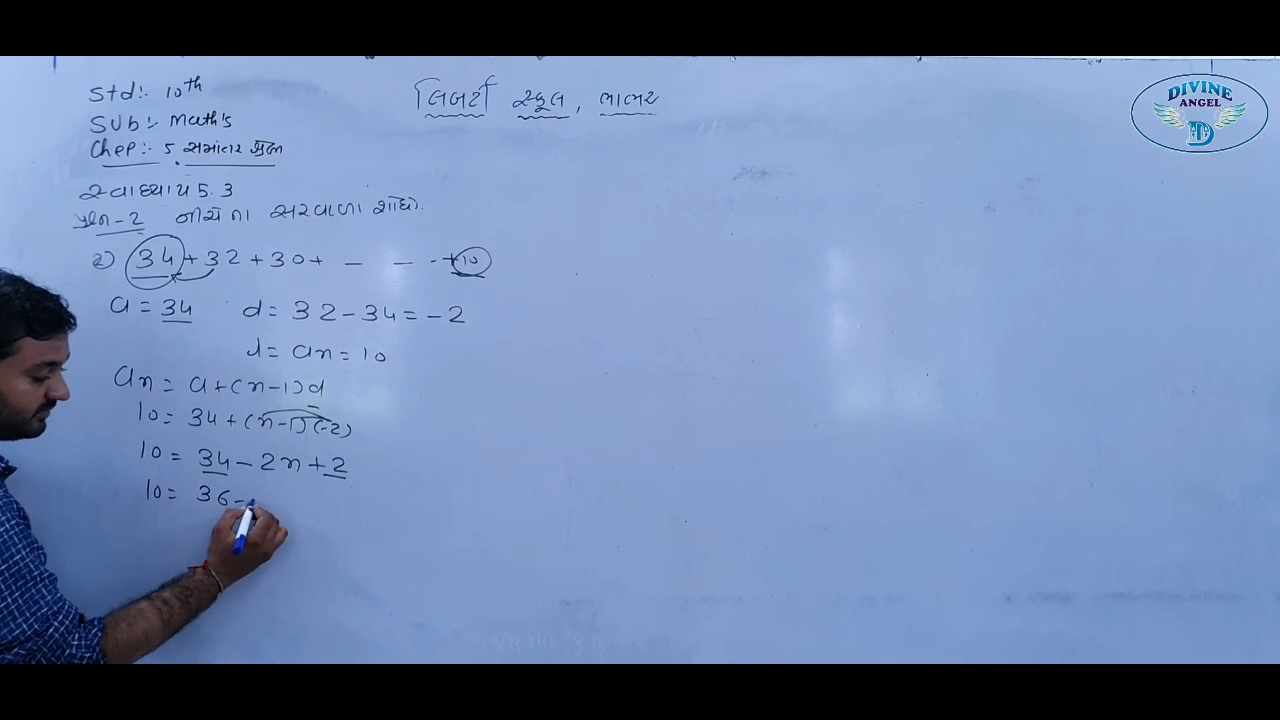 Std:- 10th
Sub:- Math's
Chep:- 5 સમાંતર શ્રેણી
લિબર્ટી સ્કૂલ, ભાભર
DIVINE
ANGEL
D
સ્વાધ્યાય 5.3
પ્રશ્ન-2 નીચેના સરવાળા શોધો.
2) 34 + 32 + 30 + - - - + 10
a = 34 d = 32 - 34 = -2
l = an = 10
an = a + (n-1)d
10 = 34 + (n-1)(-2)
10 = 34 - 2n + 2
10 = 36 -